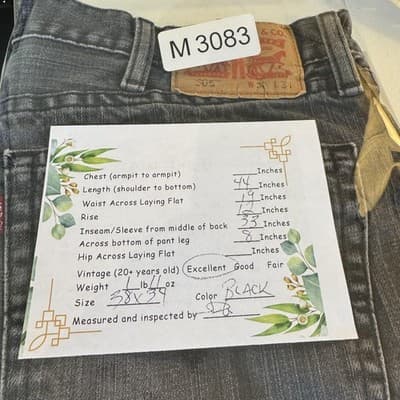 M 3083
& CO.
505
Chest (armpit to armpit) Inches
Length (shoulder to bottom) 44 Inches
Waist Across Laying Flat 19 Inches
Rise Inches
Inseam/Sleeve from middle of back 33 Inches
Across bottom of pant leg 8 Inches
Hip Across Laying Flat Inches
Vintage (20+ years old) Excellent Good Fair
Weight 1 lb 11 oz
Size Color BLACK
Measured and inspected by